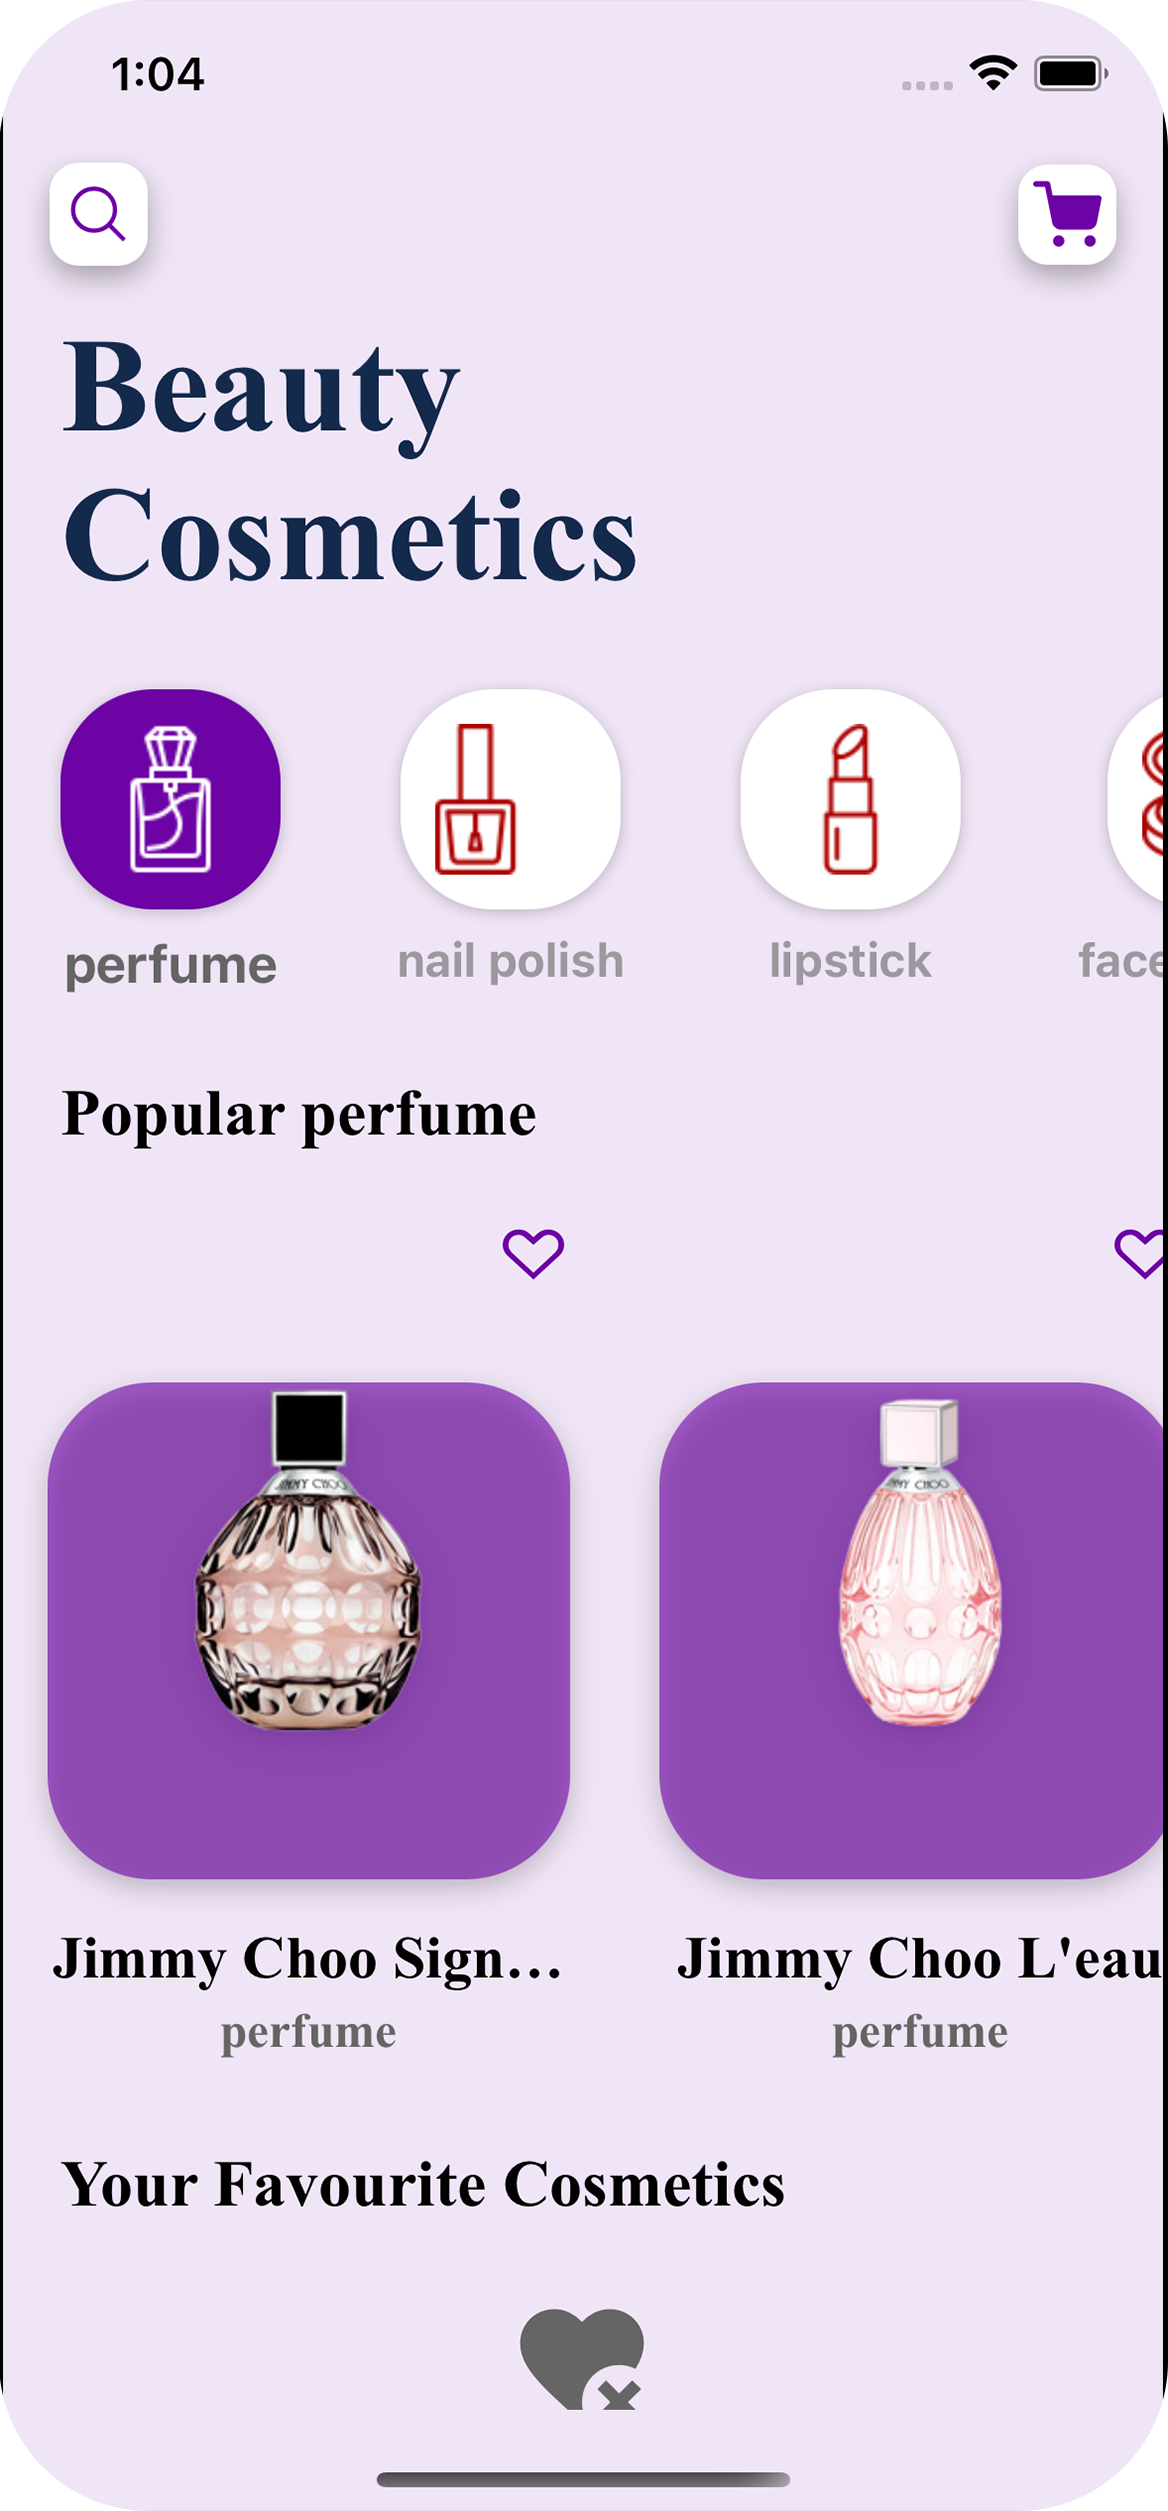 1:04
Beauty
Cosmetics
perfume
nail polish
lipstick
face
Popular perfume
JIMMY CHOO
JIMMY CHOO
Jimmy Choo Sign...
Jimmy Choo L'eau
perfume
perfume
Your Favourite Cosmetics